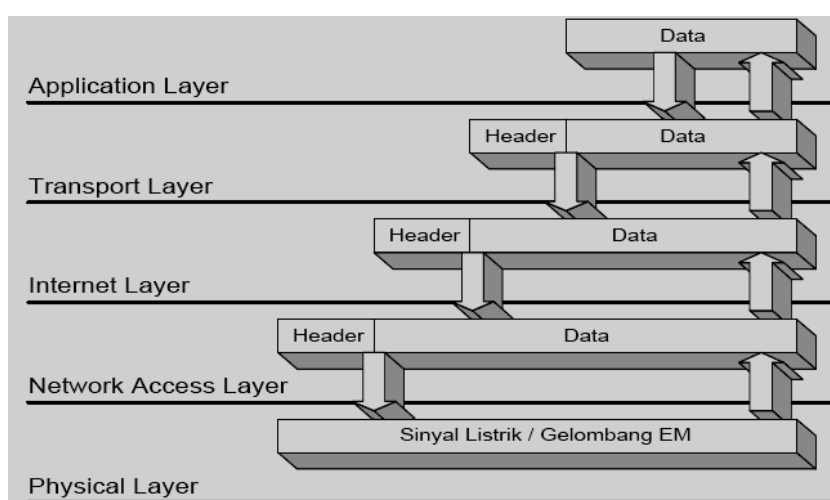 Data
Application Layer
Header Data
Transport Layer
Header Data
Internet Layer
Header Data
Network Access Layer
Sinyal Listrik / Gelombang EM
Physical Layer